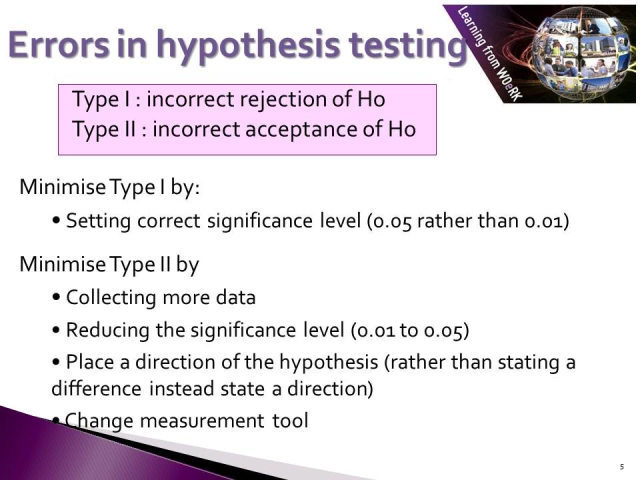 Errors in hypothesis testing
Learning from WOeRK
Type I : incorrect rejection of Ho
Type II : incorrect acceptance of Ho
Minimise Type I by:
• Setting correct significance level (0.05 rather than 0.01)
Minimise Type II by
• Collecting more data
• Reducing the significance level (0.01 to 0.05)
• Place a direction of the hypothesis (rather than stating a
difference instead state a direction)
• Change measurement tool
5